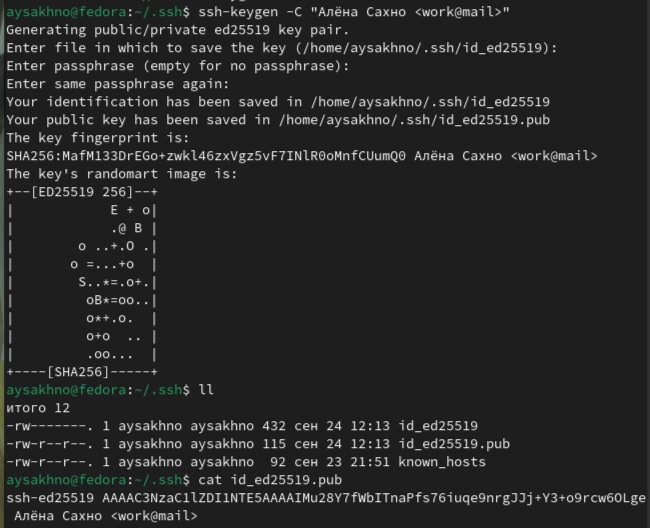 aysakhno@fedora:~/.ssh$ ssh-keygen -C "Алёна Сахно <work@mail>"
Generating public/private ed25519 key pair.
Enter file in which to save the key (/home/aysakhno/.ssh/id_ed25519):
Enter passphrase (empty for no passphrase):
Enter same passphrase again:
Your identification has been saved in /home/aysakhno/.ssh/id_ed25519
Your public key has been saved in /home/aysakhno/.ssh/id_ed25519.pub
The key fingerprint is:
SHA256:MafM133DrEGo+zwkl46zxVgz5vF7INlR0oMnfCUumQ0 Алёна Сахно <work@mail>
The key's randomart image is:
+--[ED25519 256]--+
|            E + o|
|            .@ B |
|        o ..+.O .|
|       o =...+o  |
|        S..*=.o+.|
|         oB*=oo..|
|         o*+.o.  |
|         o+o  .. |
|         .oo...  |
+----[SHA256]-----+
aysakhno@fedora:~/.ssh$ ll
итого 12
-rw-------. 1 aysakhno aysakhno 432 сен 24 12:13 id_ed25519
-rw-r--r--. 1 aysakhno aysakhno 115 сен 24 12:13 id_ed25519.pub
-rw-r--r--. 1 aysakhno aysakhno  92 сен 23 21:51 known_hosts
aysakhno@fedora:~/.ssh$ cat id_ed25519.pub
ssh-ed25519 AAAAC3NzaC1lZDI1NTE5AAAAIMu28Y7fWbITnaPfs76iuqe9nrgJJj+Y3+o9rcw6OLge
Алёна Сахно <work@mail>